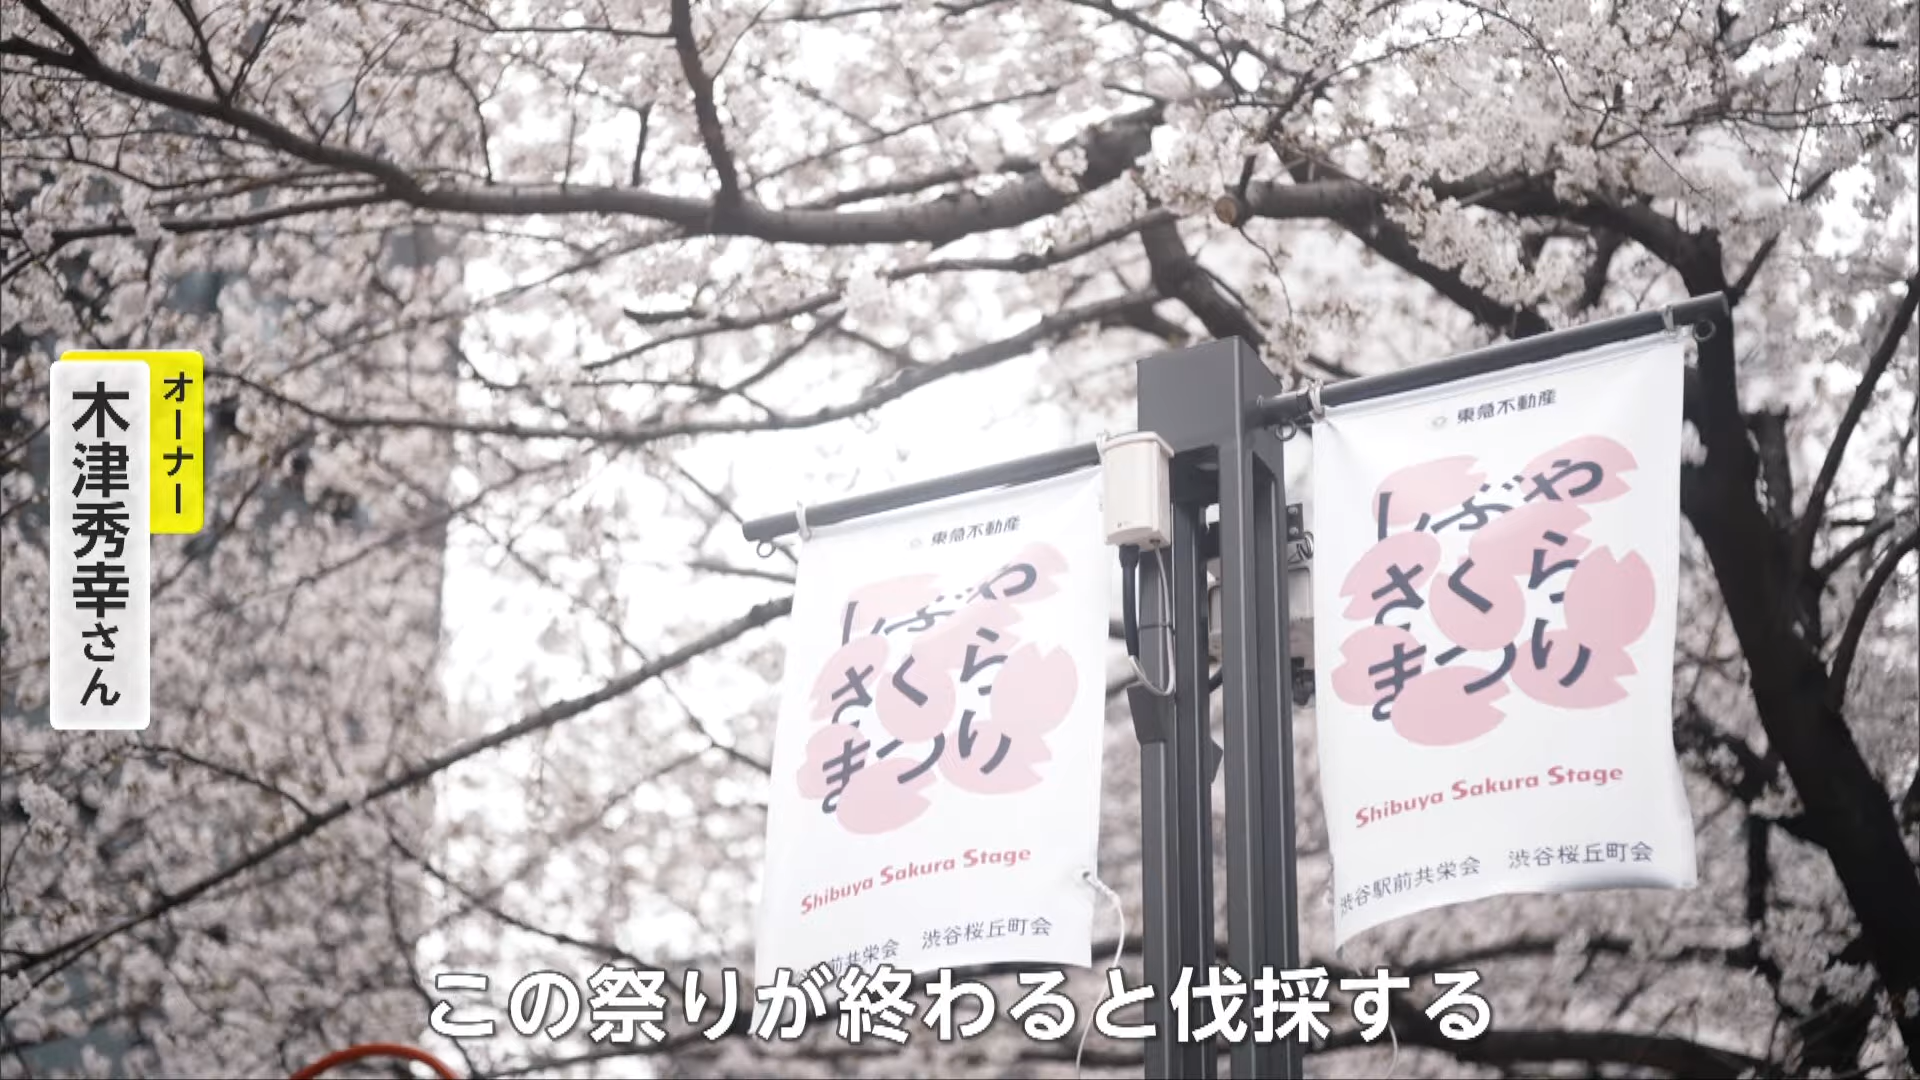 オーナー
木津秀幸さん
東急不動産
しぶや
さくら
まつり
Shibuya Sakura Stage
前共栄会 渋谷桜丘町会
東急不動産
しぶや
さくら
まつり
Shibuya Sakura Stage
渋谷駅前共栄会 渋谷桜丘町会
この祭りが終わると伐採する